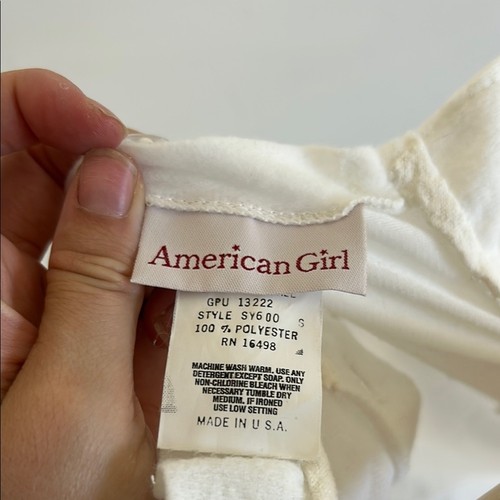 American Girl
GPU 13222
STYLE SY600 S
100 % POLYESTER
RN 16498
MACHINE WASH WARM. USE ANY
DETERGENT EXCEPT SOAP. ONLY
NON-CHLORINE BLEACH WHEN
NECESSARY TUMBLE DRY
MEDIUM. IF IRONED
USE LOW SETTING
MADE IN U.S.A.